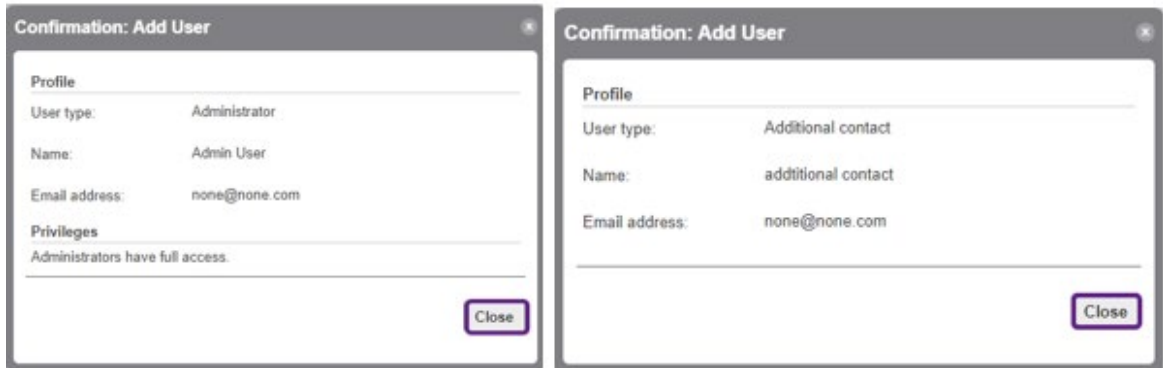 Confirmation: Add User
Profile
User type: Administrator
Name: Admin User
Email address: none@none.com
Privileges
Administrators have full access.
Close
Confirmation: Add User
Profile
User type: Additional contact
Name: addtitional contact
Email address: none@none.com
Close